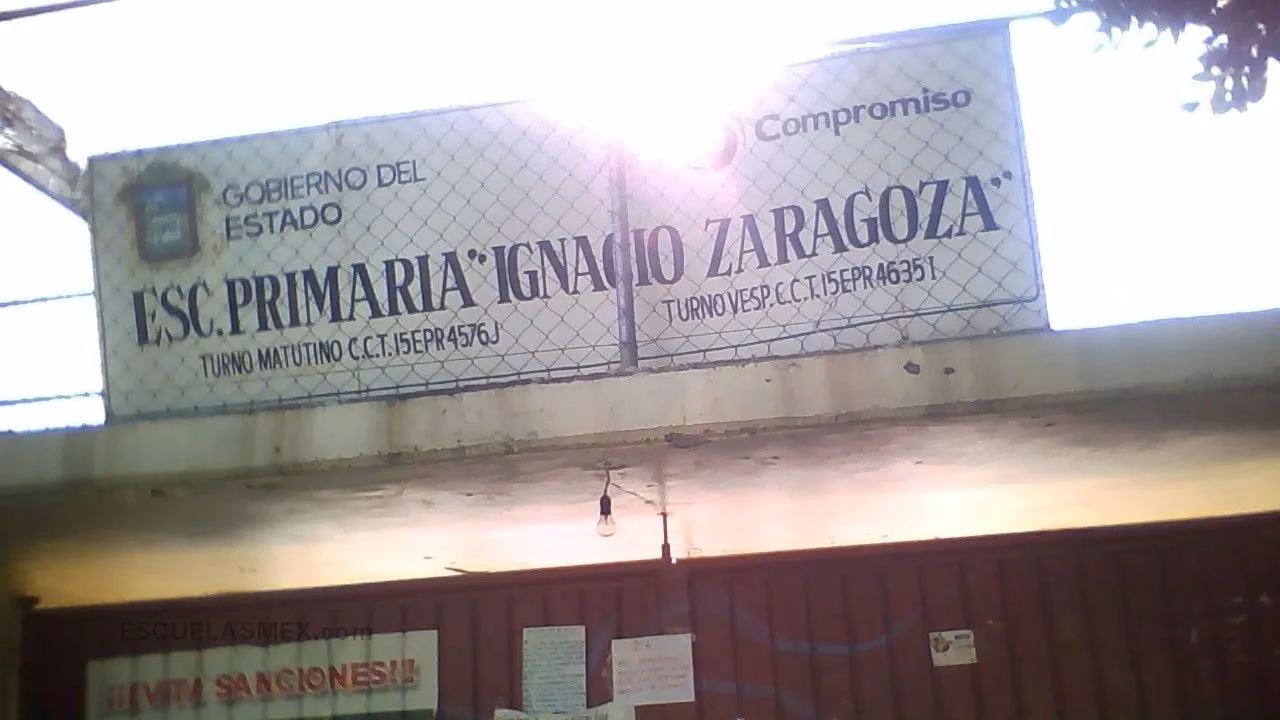 GOBIERNO DEL
ESTADO
Compromiso
ESC. PRIMARIA "IGNACIO ZARAGOZA"
TURNO MATUTINO C.C.T. 15EPR4576J
TURNO VESP. C.C.T. 15EPR4635I
ESCUELASMEX.com
¡¡¡EVITA SANCIONES!!!